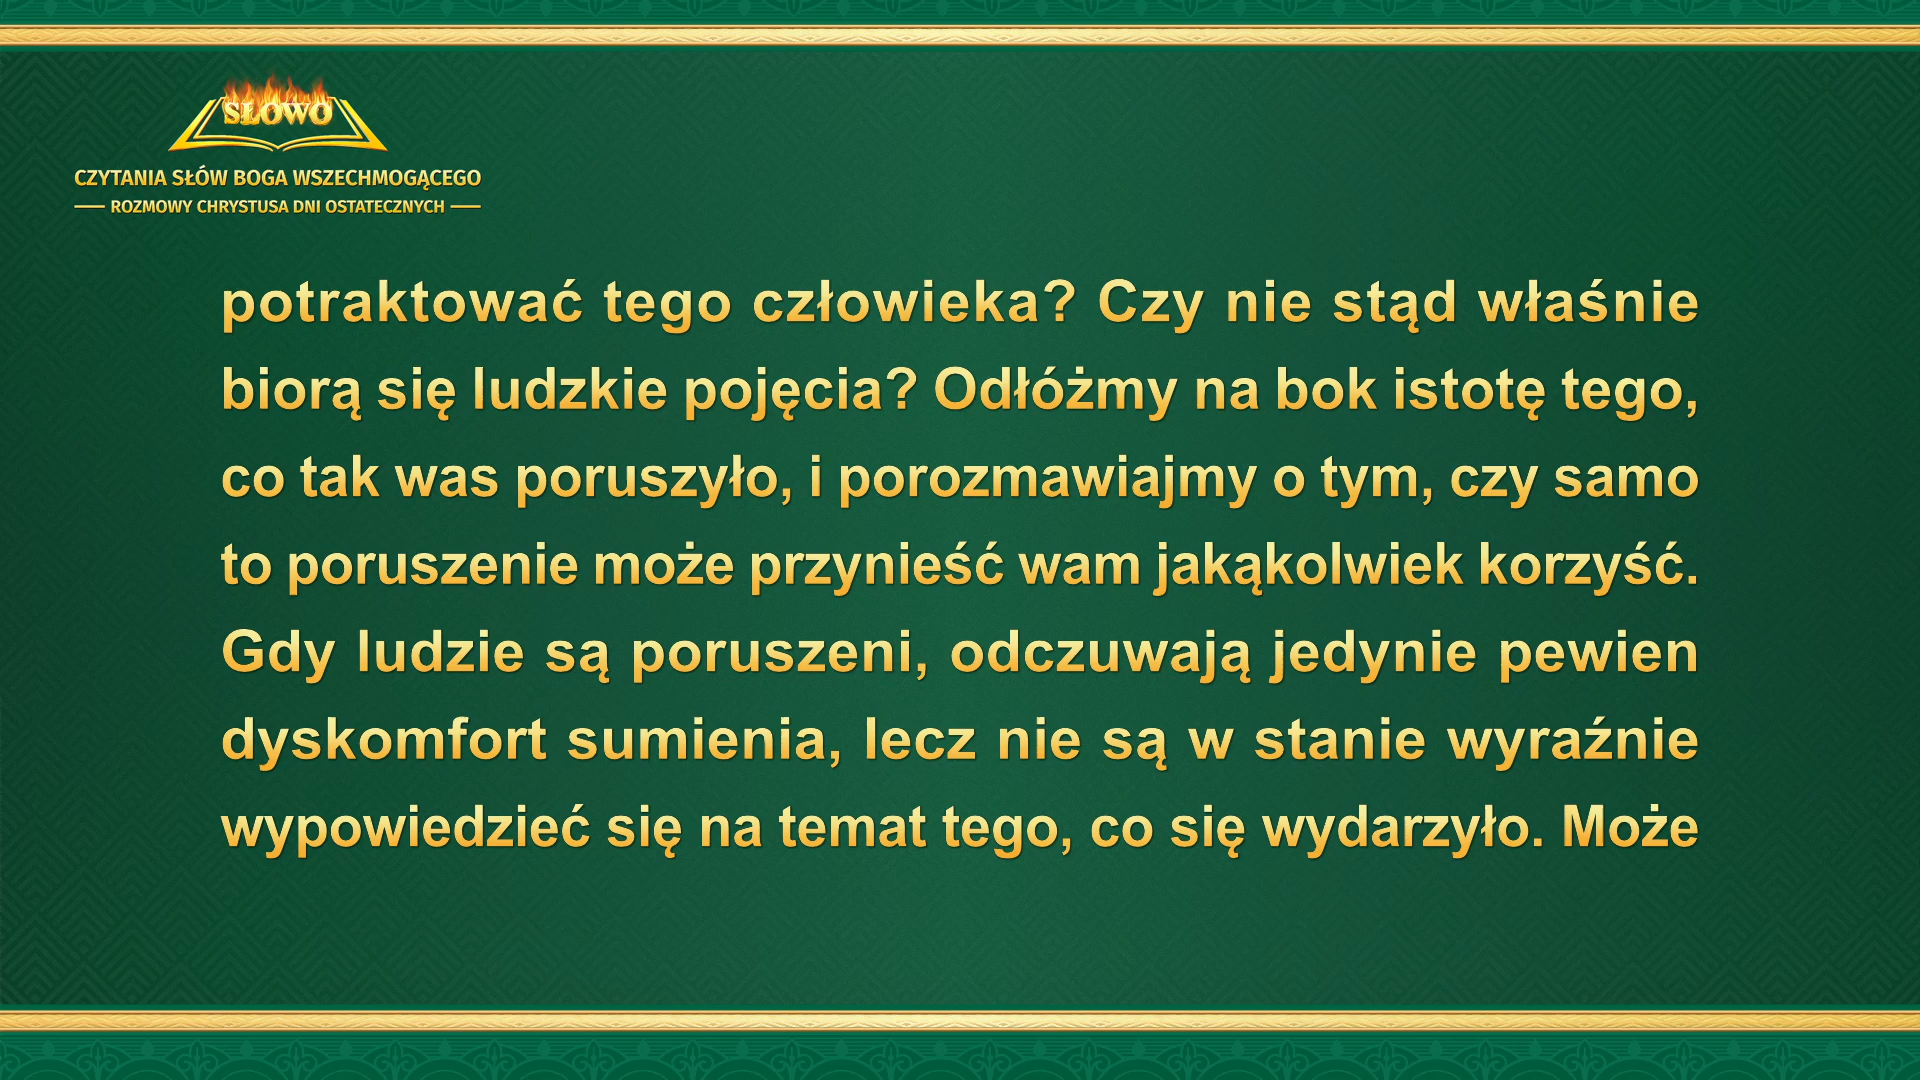 SŁOWO
CZYTANIA SŁÓW BOGA WSZECHMOGĄCEGO
ROZMOWY CHRYSTUSA DNI OSTATECZNYCH
potraktować tego człowieka? Czy nie stąd właśnie
biorą się ludzkie pojęcia? Odłóżmy na bok istotę tego,
co tak was poruszyło, i porozmawiajmy o tym, czy samo
to poruszenie może przynieść wam jakąkolwiek korzyść.
Gdy ludzie są poruszeni, odczuwają jedynie pewien
dyskomfort sumienia, lecz nie są w stanie wyraźnie
wypowiedzieć się na temat tego, co się wydarzyło. Może